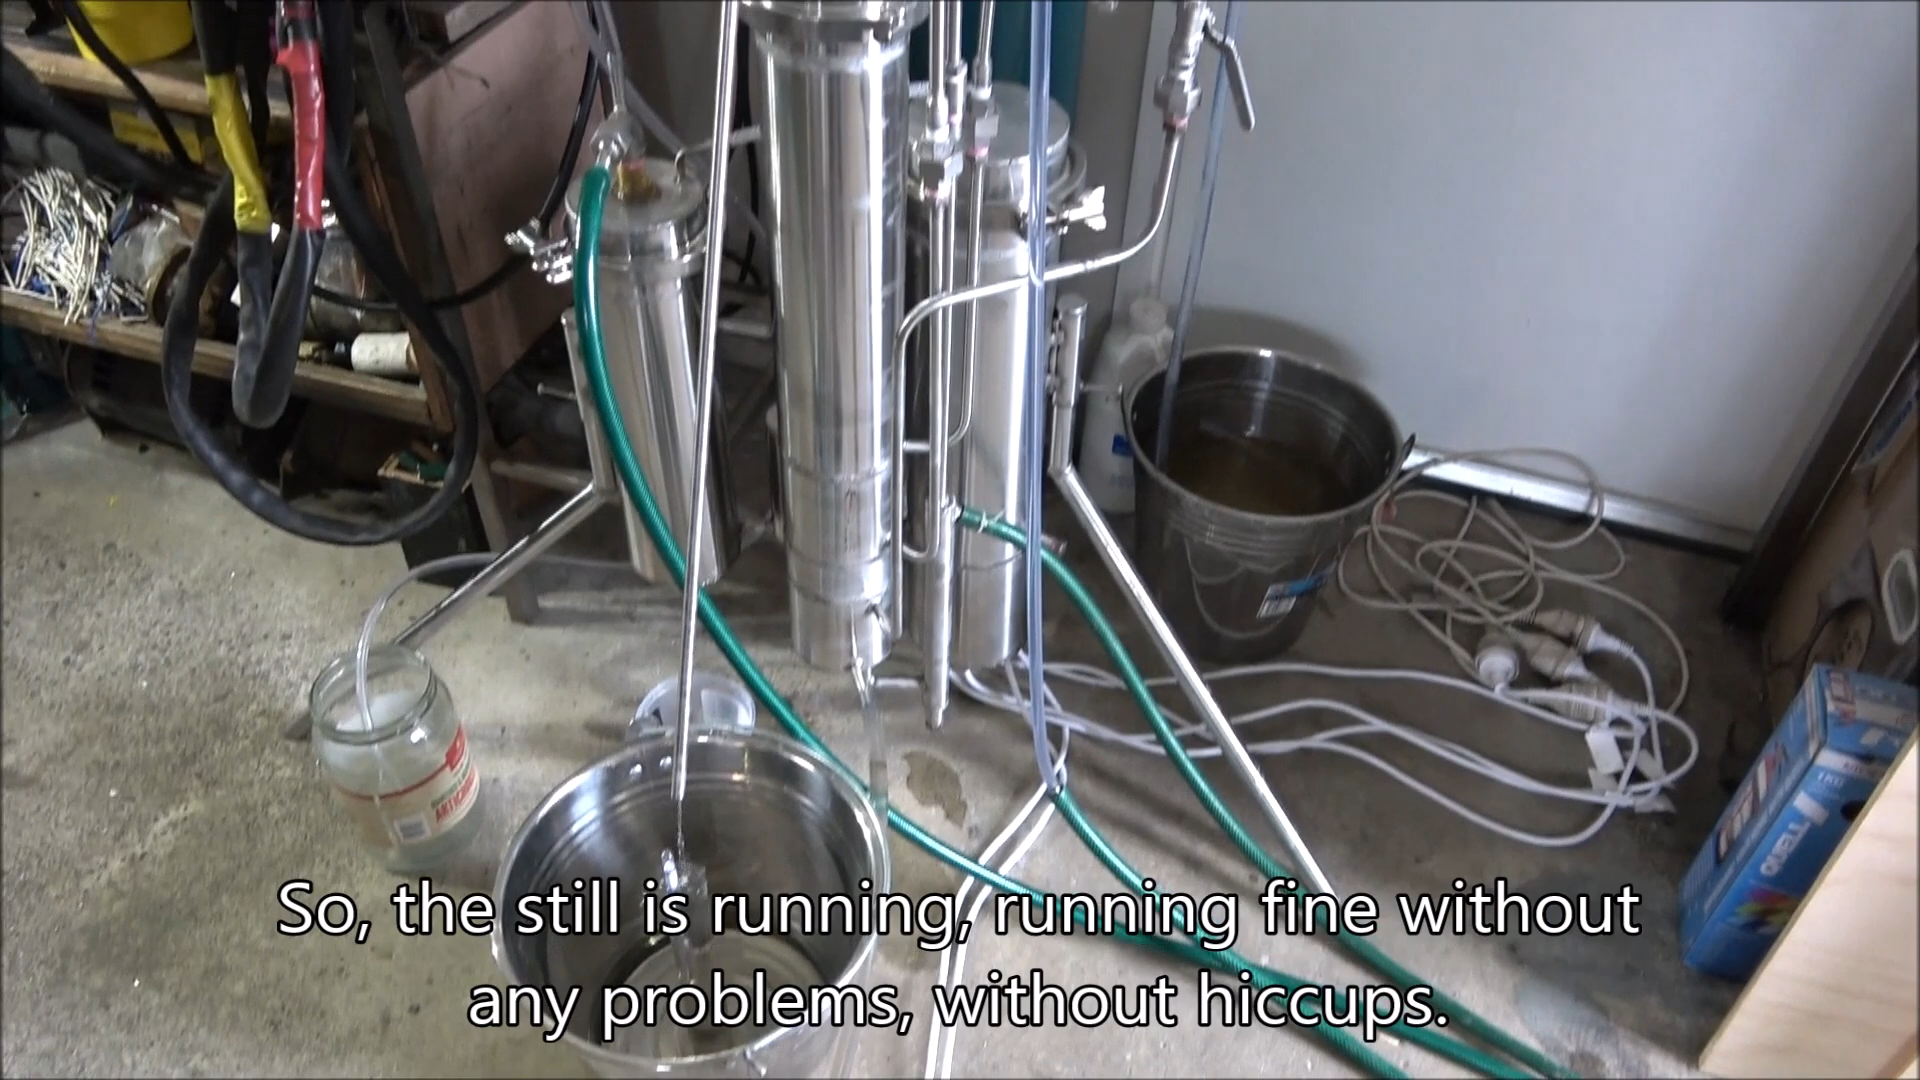 So, the still is running, running fine without
any problems, without hiccups.